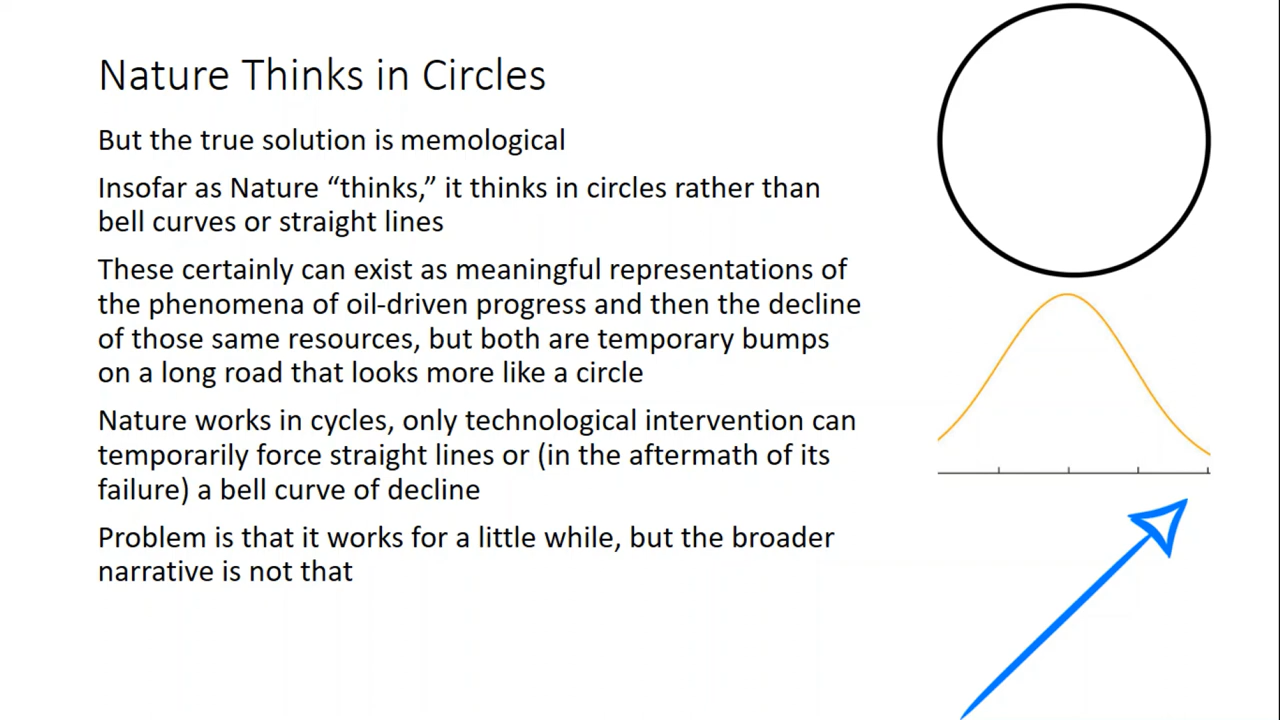 Nature Thinks in Circles
But the true solution is memological
Insofar as Nature “thinks,” it thinks in circles rather than
bell curves or straight lines
These certainly can exist as meaningful representations of
the phenomena of oil-driven progress and then the decline
of those same resources, but both are temporary bumps
on a long road that looks more like a circle
Nature works in cycles, only technological intervention can
temporarily force straight lines or (in the aftermath of its
failure) a bell curve of decline
Problem is that it works for a little while, but the broader
narrative is not that